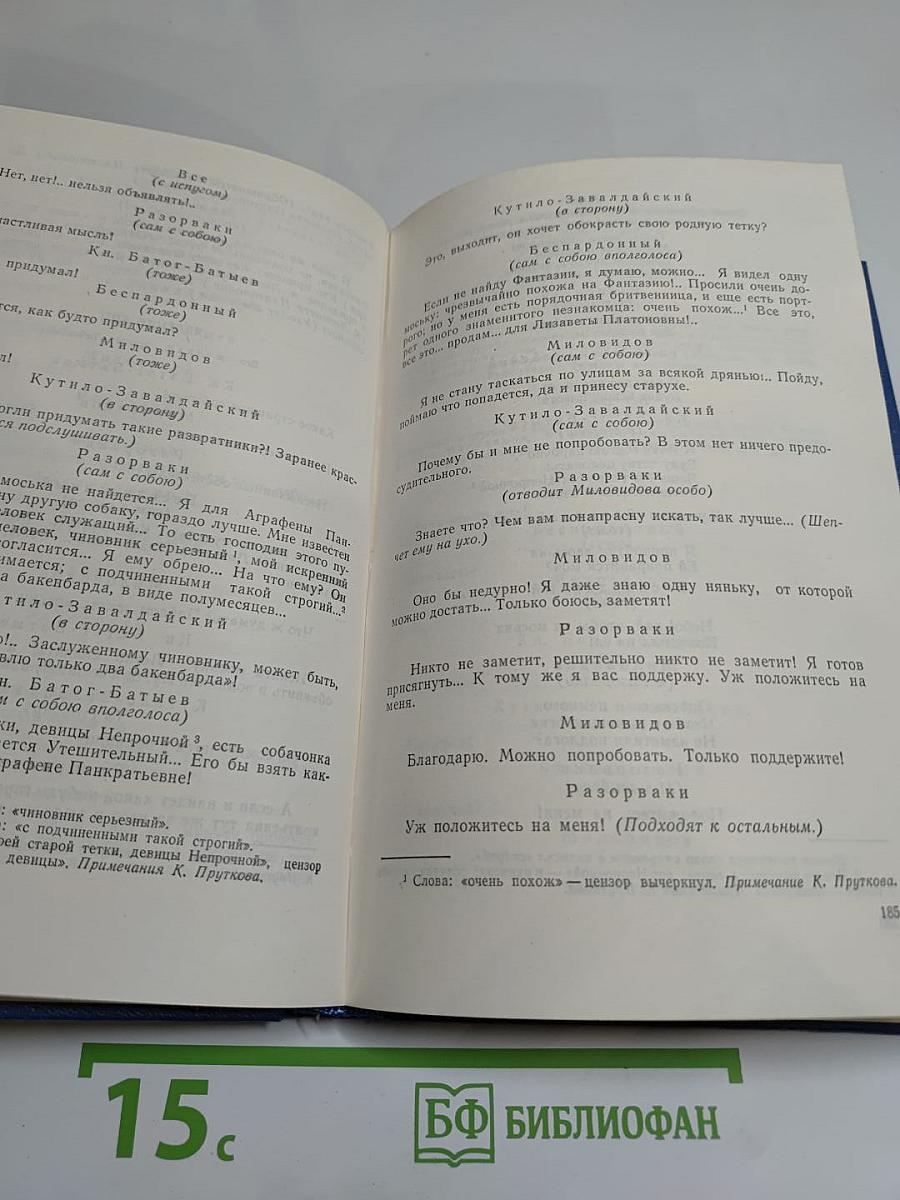 Все
(с испугом)
Нет, нет!.. нельзя объявлять!..
Разорваки
(сам с собою)
частливая мысль!
Кн. Батог-Батыев
(тоже)
придумал!
Беспардонный
(тоже)
ется, как будто придумал?
Миловидов
(тоже)
ал!
Кутило-Завалдайский
(в сторону)
огли придумать такие развратники?! Заранее крас-
ся подслушивать.)
Разорваки
(сам с собою)
моська не найдется... Я для Аграфены Пан-
ну другую собаку, гораздо лучше. Мне известен
ловек служащий... То есть господин этого пу-
человек, чиновник серьезный ¹, мой искренний
огласится... Я ему обрею... На что ему? Он
имается; с подчиненными такой строгий...²
а бакенбарда, в виде полумесяцев...
тило-Завалдайский
(в сторону)
о!.. Заслуженному чиновнику, может быть,
влю только два бакенбарда»!
н. Батог-Батыев
м с собою вполголоса)
ки, девицы Непрочной ³, есть собачонка
ется Утешительный... Его бы взять как-
рафене Панкратьевне!
: «чиновник серьезный».
: «с подчиненными такой строгий».
оей старой тетки, девицы Непрочной», цензор
девицы». Примечания К. Пруткова.
Кутило-Завалдайский
(в сторону)
Это, выходит, он хочет обокрасть свою родную тетку?
Беспардонный
(сам с собою вполголоса)
Если не найду Фантазии, я думаю, можно... Я видел одну
моську: чрезвычайно похожа на Фантазию!.. Просили очень до-
рого; но у меня есть порядочная бритвенница, и еще есть порт-
рет одного знаменитого незнакомца: очень похож...¹ Все это,
все это... продам... для Лизаветы Платоновны!..
Миловидов
(сам с собою)
Я не стану таскаться по улицам за всякой дрянью!.. Пойду,
поймаю что попадется, да и принесу старухе.
Кутило-Завалдайский
(сам с собою)
Почему бы и мне не попробовать? В этом нет ничего предо-
судительного.
Разорваки
(отводит Миловидова особо)
Знаете что? Чем вам понапрасну искать, так лучше... (Шеп-
чет ему на ухо.)
Миловидов
Оно бы недурно! Я даже знаю одну няньку, от которой
можно достать... Только боюсь, заметят!
Разорваки
Никто не заметит, решительно никто не заметит! Я готов
присягнуть... К тому же я вас поддержу. Уж положитесь на
меня.
Миловидов
Благодарю. Можно попробовать. Только поддержите!
Разорваки
Уж положитесь на меня! (Подходят к остальным.)
¹ Слова: «очень похож» — цензор вычеркнул. Примечание К. Пруткова.
185
15с
БФ БИБЛИОФАН